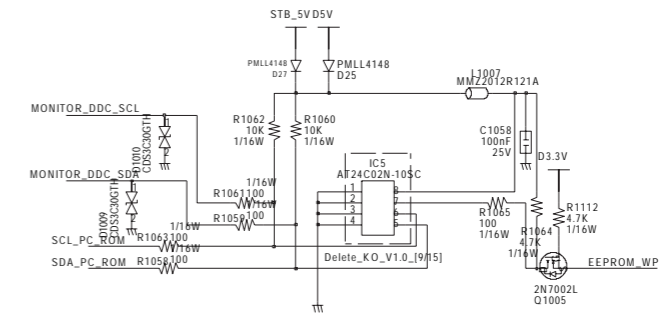 STB_5V D5V
PMLL4148
D27
PMLL4148
D25
L1007
MMZ2012R121A
MONITOR_DDC_SCL
D1010
CDS3C30GTH
1
2
R1062
10K
1/16W
R1060
10K
1/16W
C1058
100nF
25V
D3.3V
IC5
AT24C02N-10SC
MONITOR_DDC_SDA
D1009
CDS3C30GTH
1
2
1/16W
R1061 100
1/16W
R1059 100
1/16W
SCL_PC_ROM
R1063 100
1/16W
SDA_PC_ROM
R1058 100
1
2
3
4
8
7
6
5
Delete_KO_V1.0_[9/15]
R1065
100
1/16W
R1064
4.7K
1/16W
R1112
4.7K
1/16W
EEPROM_WP
2N7002L
Q1005